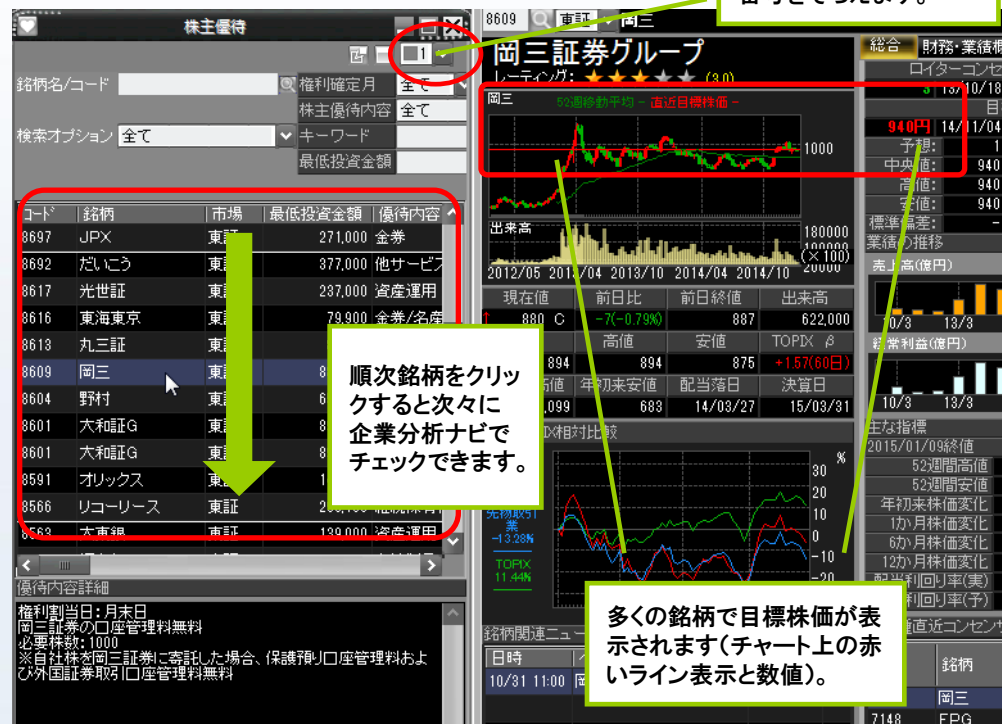 株主優待
1
銘柄名/コード
権利確定月 全て
株主優待内容 全て
検索オプション 全て
キーワード
最低投資金額
コード 銘柄 市場 最低投資金額 優待内容
8697 JPX 東証 271,000 金券
8692 だいこう 東証 377,000 他サービス
8617 光世証 東証 237,000 資産運用
8616 東海東京 東証 79,900 金券/名産
8613 丸三証
8609 岡三
8604 野村
8601 大和証G
8601 大和証G
8591 オリックス
8566 リコーリース 東証
8563 大東銀 東証 139,000 資産運用
優待内容詳細
権利割当日:月末日
岡三証券の口座管理料無料
必要株数:1000
※自社株を岡三証券に寄託した場合、保護預り口座管理料およ
び外国証券取引口座管理料無料
順次銘柄をクリッ
クすると次々に
企業分析ナビで
チェックできます。
8609 東証 岡三
岡三証券グループ
レーティング: ★★★★★ (3.0)
岡三 52週移動平均 - 直近目標株価 -
1000
出来高
180000
100000
(×100)
20000
2012/05 2013/04 2013/10 2014/04 2014/10
現在値 前日比 前日終値 出来高
↑ 880 C -7(-0.79%) 887 622,000
高値 安値 TOPIX β
894 894 875 +1.57(60日)
年初来安値 配当落日 決算日
,099 683 14/03/27 15/03/31
相対比較
%
30
20
10
0
-10
-20
先物取引
業
-13.28%
TOPIX
11.44%
多くの銘柄で目標株価が表
示されます(チャート上の赤
いライン表示と数値)。
銘柄関連ニュー
日時
10/31 11:00
総合 財務・業績概
ロイターコンセ
3 13/10/18
目
940円 14/11/04
予想: 1
中央値: 940
高値: 940
安値: 940
標準偏差: -
業績の推移
売上高(億円)
10/3 13/3
経常利益(億円)
10/3 13/3
主な指標
2015/01/09終値
52週間高値
52週間安値
年初来株価変化
1か月株価変化
6か月株価変化
12か月株価変化
配当利回り率(実)
利回り率(予)
直近コンセンサ
銘柄
岡三
7148 FPG